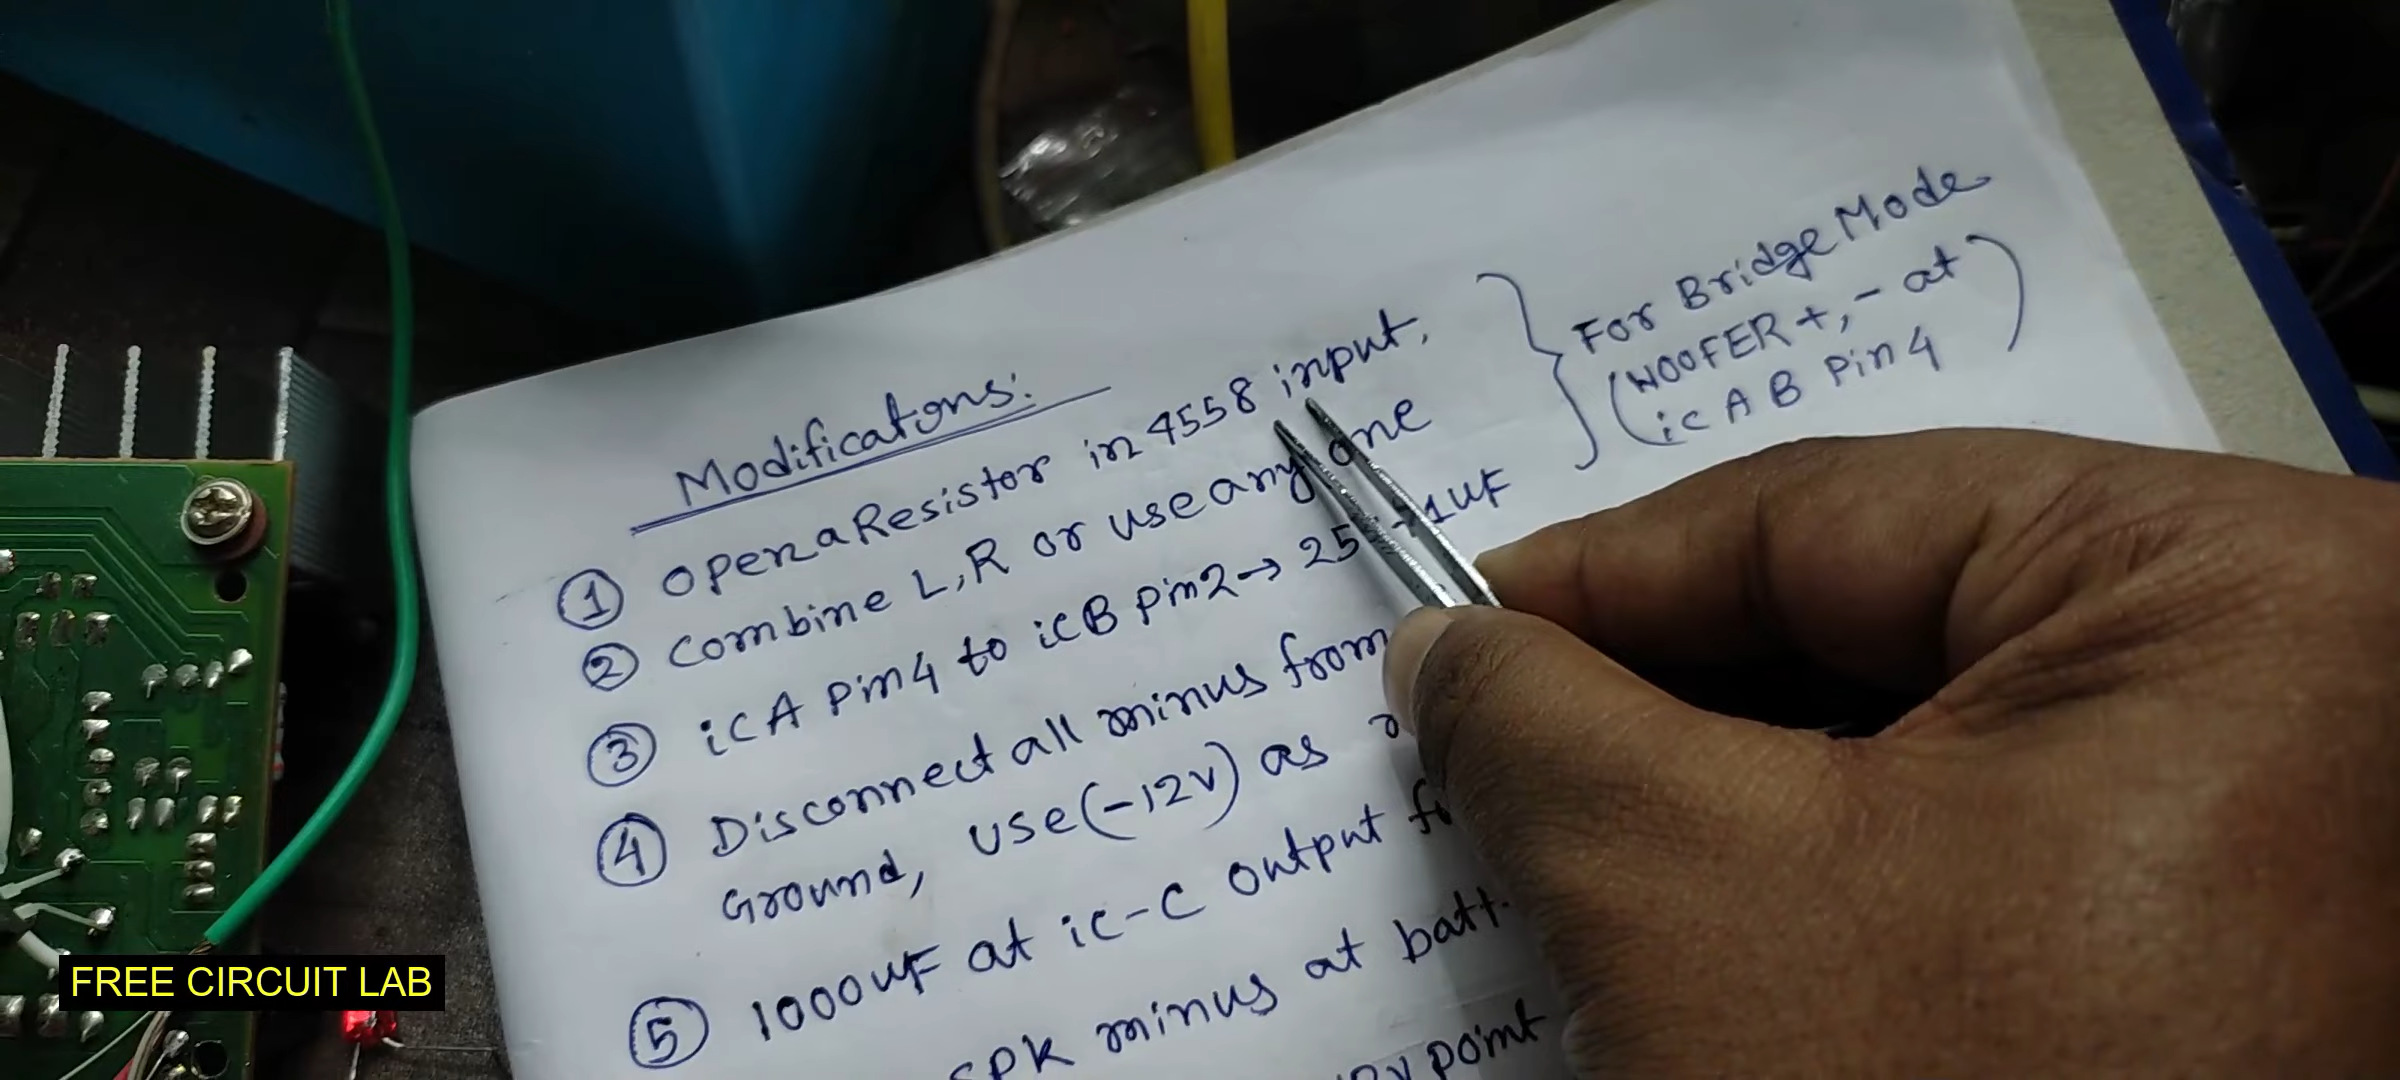 Modifications:
① open a Resistor in 4558 input,
② Combine L, R or use any one
③ ic A pin4 to ic B pin2 → 25 1uF
For Bridge Mode
(WOOFER +, - at
ic A B pin 4)
④ Disconnect all minus from
Ground, use (-12V) as
⑤ 1000uF at ic-C output
SPK minus at batt.
point
FREE CIRCUIT LAB